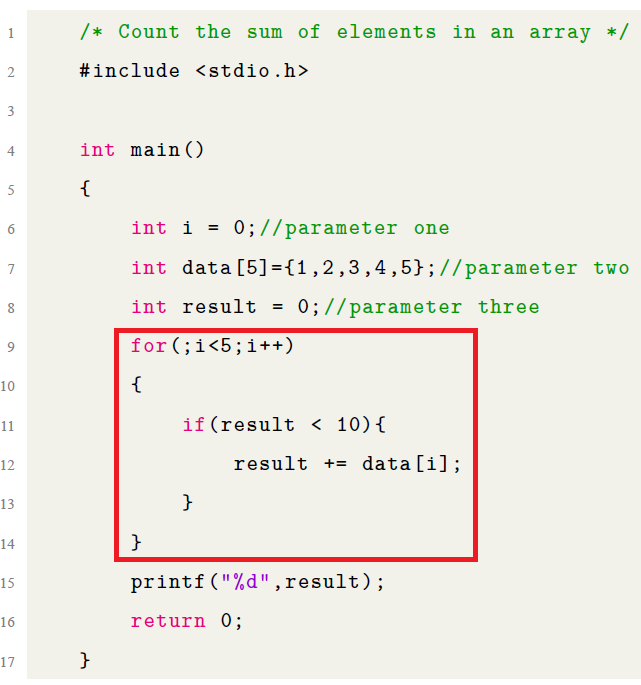 1 /* Count the sum of elements in an array */
2 #include <stdio.h>
3
4 int main()
5 {
6 int i = 0;//parameter one
7 int data[5]={1,2,3,4,5};//parameter two
8 int result = 0;//parameter three
9 for(;i<5;i++)
10 {
11 if(result < 10){
12 result += data[i];
13 }
14 }
15 printf("%d",result);
16 return 0;
17 }